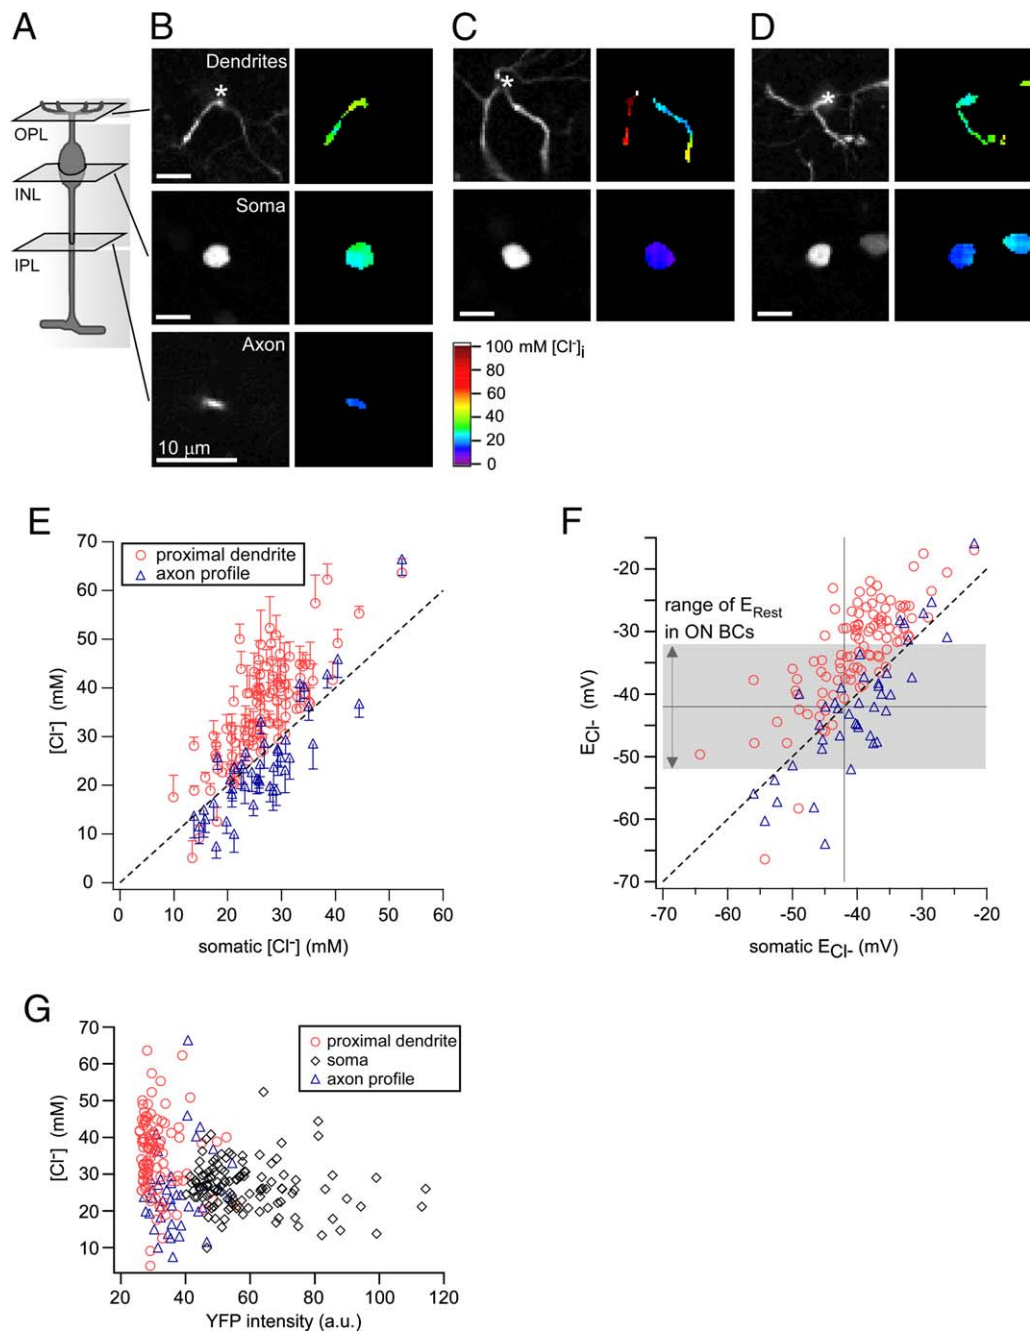 A
B
C
D
OPL
INL
IPL
Dendrites
*
*
*
Soma
Axon
10 µm
100 mM [Cl-]i
80
60
40
20
0
E
70
60
50
40
30
20
10
0
[Cl-] (mM)
proximal dendrite
axon profile
0 10 20 30 40 50 60
somatic [Cl-] (mM)
F
-20
-30
-40
-50
-60
-70
ECl- (mV)
range of ERest
in ON BCs
-70 -60 -50 -40 -30 -20
somatic ECl- (mV)
G
70
60
50
40
30
20
10
[Cl-] (mM)
proximal dendrite
soma
axon profile
20 40 60 80 100 120
YFP intensity (a.u.)